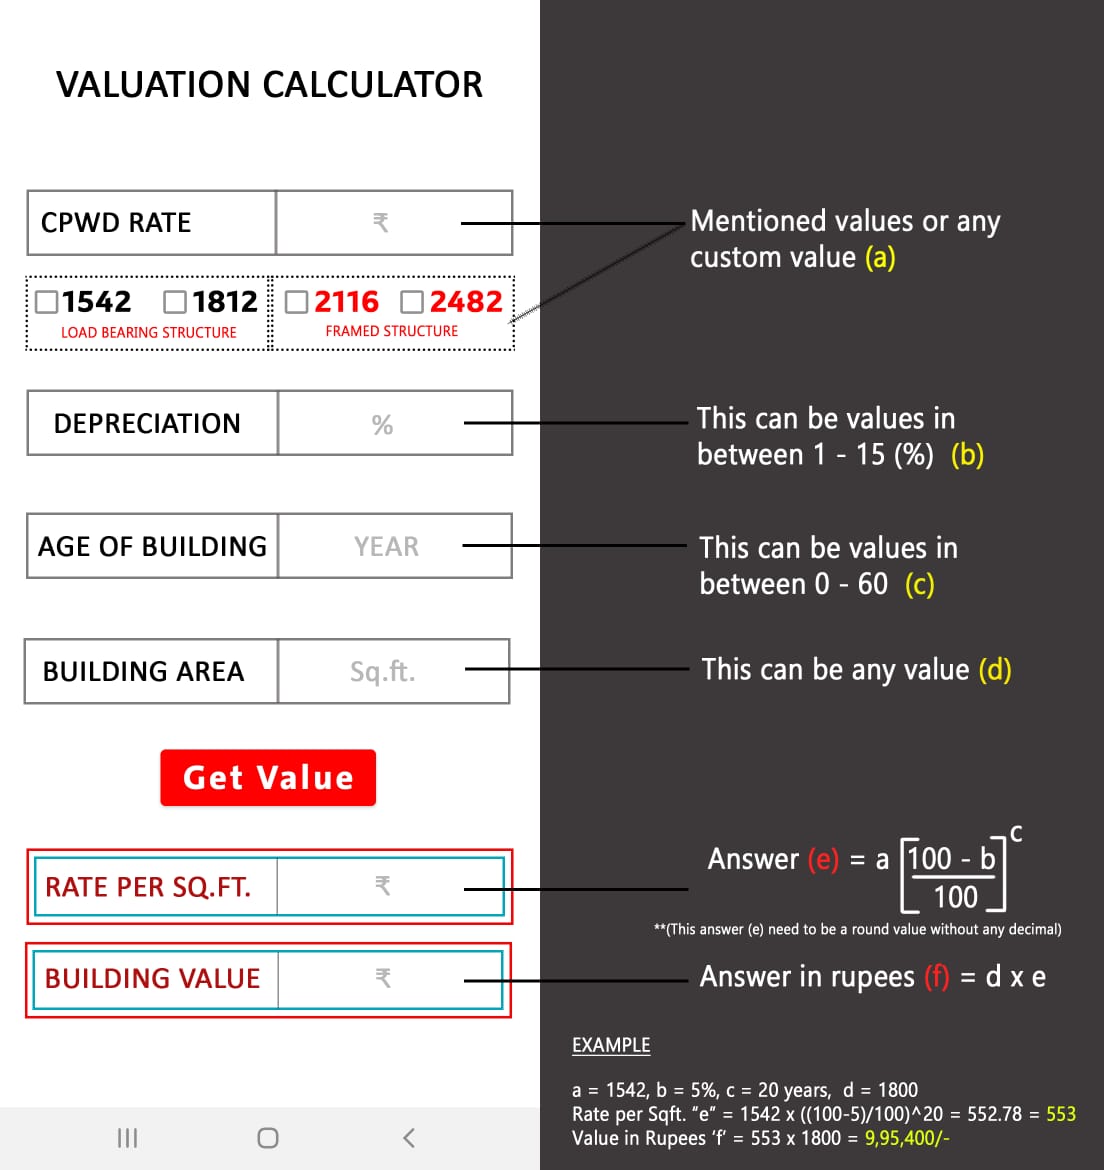 VALUATION CALCULATOR
CPWD RATE ₹
1542 1812 2116 2482
LOAD BEARING STRUCTURE FRAMED STRUCTURE
Mentioned values or any
custom value (a)
DEPRECIATION %
This can be values in
between 1 - 15 (%) (b)
AGE OF BUILDING YEAR
This can be values in
between 0 - 60 (c)
BUILDING AREA Sq.ft.
This can be any value (d)
Get Value
RATE PER SQ.FT. ₹
Answer (e) = a [100 - b / 100]^c
**(This answer (e) need to be a round value without any decimal)
BUILDING VALUE ₹
Answer in rupees (f) = d x e
EXAMPLE
a = 1542, b = 5%, c = 20 years, d = 1800
Rate per Sqft. “e” = 1542 x ((100-5)/100)^20 = 552.78 = 553
Value in Rupees ‘f’ = 553 x 1800 = 9,95,400/-